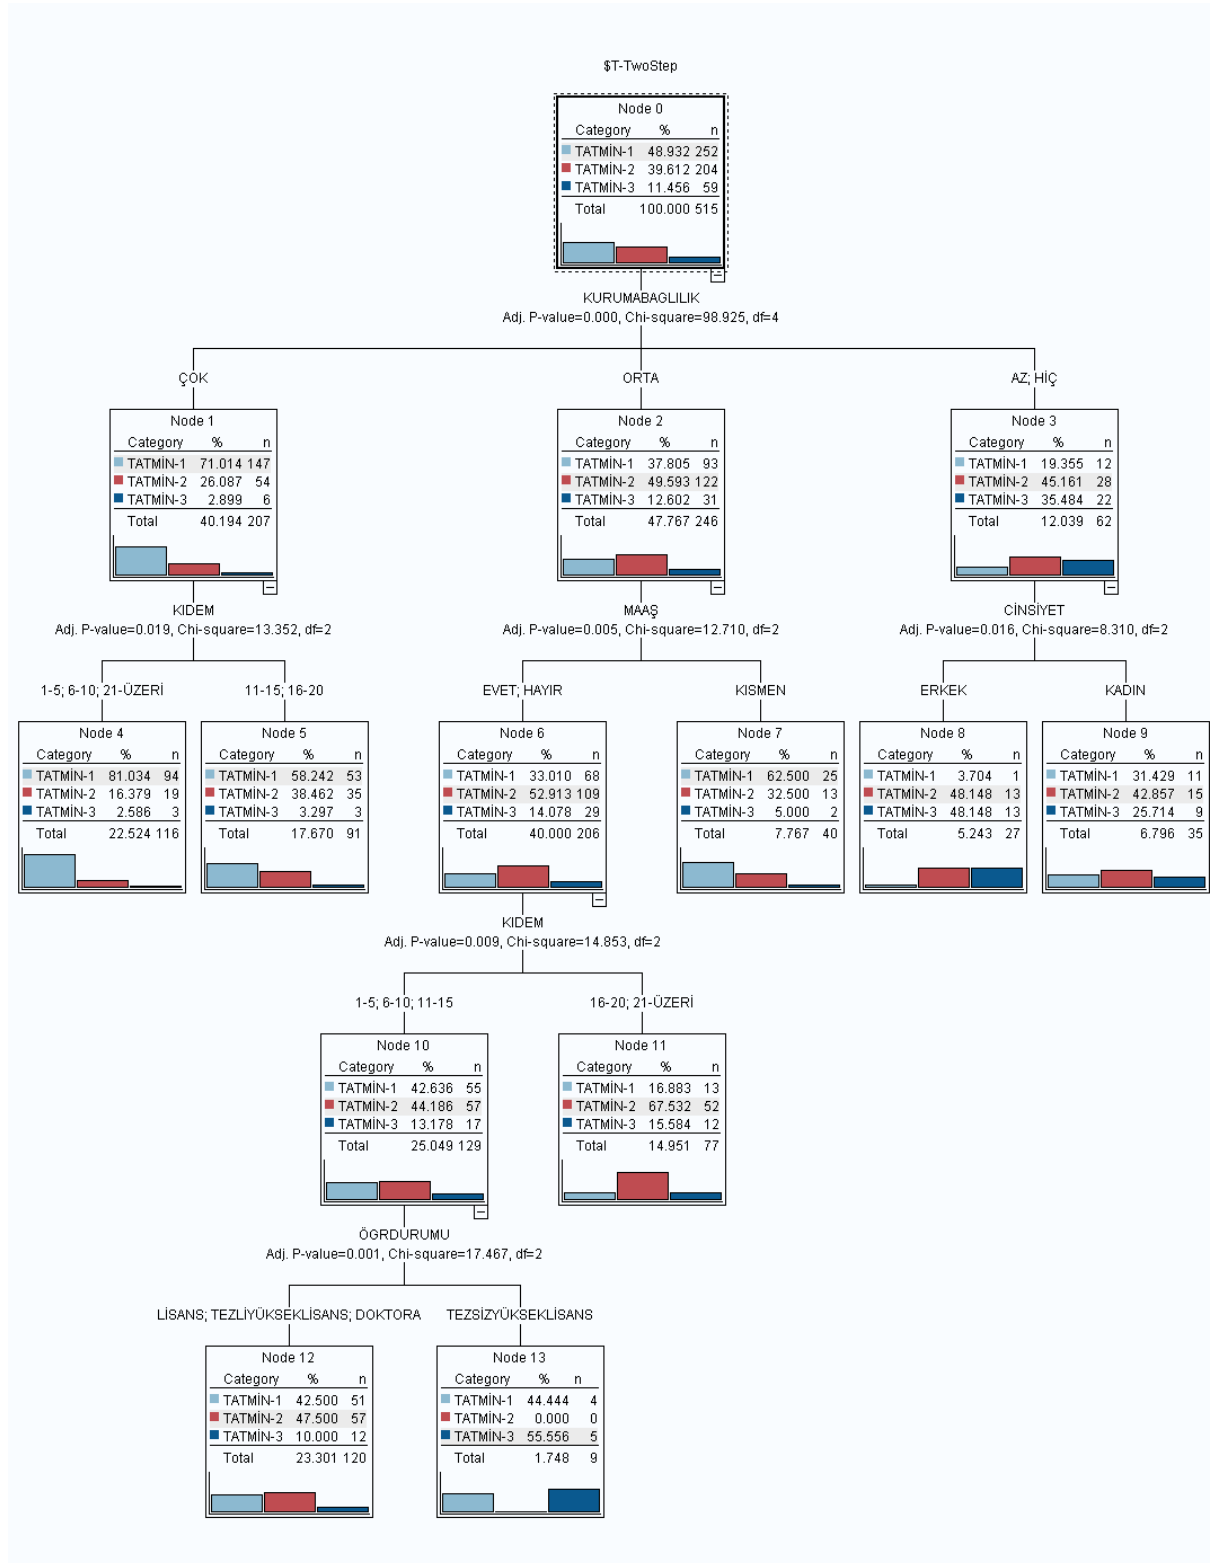 $T-TwoStep
Node 0
Category % n
TATMİN-1 48.932 252
TATMİN-2 39.612 204
TATMİN-3 11.456 59
Total 100.000 515
KURUMABAGLILIK
Adj. P-value=0.000, Chi-square=98.925, df=4
ÇOK
ORTA
AZ; HİÇ
Node 1
Category % n
TATMİN-1 71.014 147
TATMİN-2 26.087 54
TATMİN-3 2.899 6
Total 40.194 207
Node 2
Category % n
TATMİN-1 37.805 93
TATMİN-2 49.593 122
TATMİN-3 12.602 31
Total 47.767 246
Node 3
Category % n
TATMİN-1 19.355 12
TATMİN-2 45.161 28
TATMİN-3 35.484 22
Total 12.039 62
KIDEM
Adj. P-value=0.019, Chi-square=13.352, df=2
MAAŞ
Adj. P-value=0.005, Chi-square=12.710, df=2
CİNSİYET
Adj. P-value=0.016, Chi-square=8.310, df=2
1-5; 6-10; 21-ÜZERİ
11-15; 16-20
EVET; HAYIR
KISMEN
ERKEK
KADIN
Node 4
Category % n
TATMİN-1 81.034 94
TATMİN-2 16.379 19
TATMİN-3 2.586 3
Total 22.524 116
Node 5
Category % n
TATMİN-1 58.242 53
TATMİN-2 38.462 35
TATMİN-3 3.297 3
Total 17.670 91
Node 6
Category % n
TATMİN-1 33.010 68
TATMİN-2 52.913 109
TATMİN-3 14.078 29
Total 40.000 206
Node 7
Category % n
TATMİN-1 62.500 25
TATMİN-2 32.500 13
TATMİN-3 5.000 2
Total 7.767 40
Node 8
Category % n
TATMİN-1 3.704 1
TATMİN-2 48.148 13
TATMİN-3 48.148 13
Total 5.243 27
Node 9
Category % n
TATMİN-1 31.429 11
TATMİN-2 42.857 15
TATMİN-3 25.714 9
Total 6.796 35
KIDEM
Adj. P-value=0.009, Chi-square=14.853, df=2
1-5; 6-10; 11-15
16-20; 21-ÜZERİ
Node 10
Category % n
TATMİN-1 42.636 55
TATMİN-2 44.186 57
TATMİN-3 13.178 17
Total 25.049 129
Node 11
Category % n
TATMİN-1 16.883 13
TATMİN-2 67.532 52
TATMİN-3 15.584 12
Total 14.951 77
ÖGRDURUMU
Adj. P-value=0.001, Chi-square=17.467, df=2
LİSANS; TEZLİYÜKSEKLİSANS; DOKTORA
TEZSİZYÜKSEKLİSANS
Node 12
Category % n
TATMİN-1 42.500 51
TATMİN-2 47.500 57
TATMİN-3 10.000 12
Total 23.301 120
Node 13
Category % n
TATMİN-1 44.444 4
TATMİN-2 0.000 0
TATMİN-3 55.556 5
Total 1.748 9